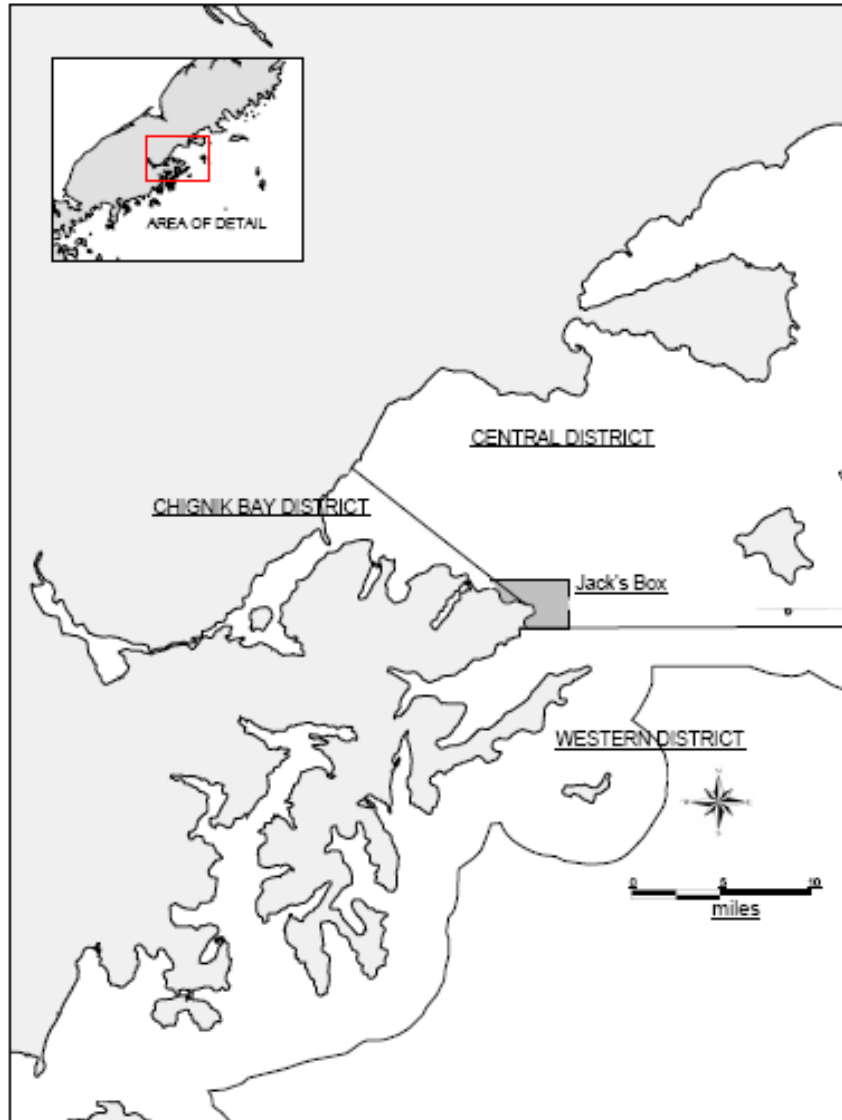 AREA OF DETAIL
CENTRAL DISTRICT
CHIGNIK BAY DISTRICT
Jack's Box
WESTERN DISTRICT
0 5 10
miles